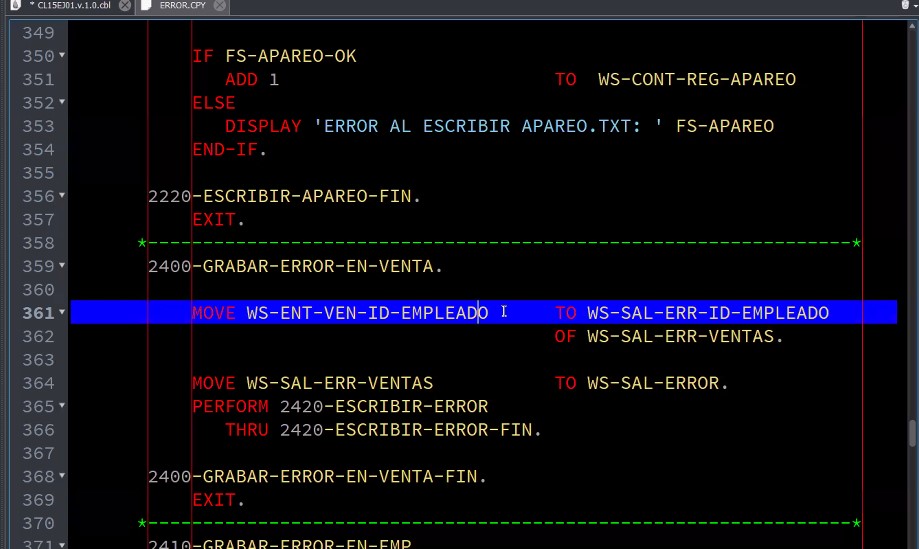 * CL15EJ01.v.1.0.cbl ERROR.CPY
349
350 IF FS-APAREO-OK
351 ADD 1 TO WS-CONT-REG-APAREO
352 ELSE
353 DISPLAY 'ERROR AL ESCRIBIR APAREO.TXT: ' FS-APAREO
354 END-IF.
355
356 2220-ESCRIBIR-APAREO-FIN.
357 EXIT.
358 *-----------------------------------------------------------------*
359 2400-GRABAR-ERROR-EN-VENTA.
360
361 MOVE WS-ENT-VEN-ID-EMPLEADO TO WS-SAL-ERR-ID-EMPLEADO
362 OF WS-SAL-ERR-VENTAS.
363
364 MOVE WS-SAL-ERR-VENTAS TO WS-SAL-ERROR.
365 PERFORM 2420-ESCRIBIR-ERROR
366 THRU 2420-ESCRIBIR-ERROR-FIN.
367
368 2400-GRABAR-ERROR-EN-VENTA-FIN.
369 EXIT.
370 *-----------------------------------------------------------------*
371 2410-GRABAR-ERROR-EN-EMP